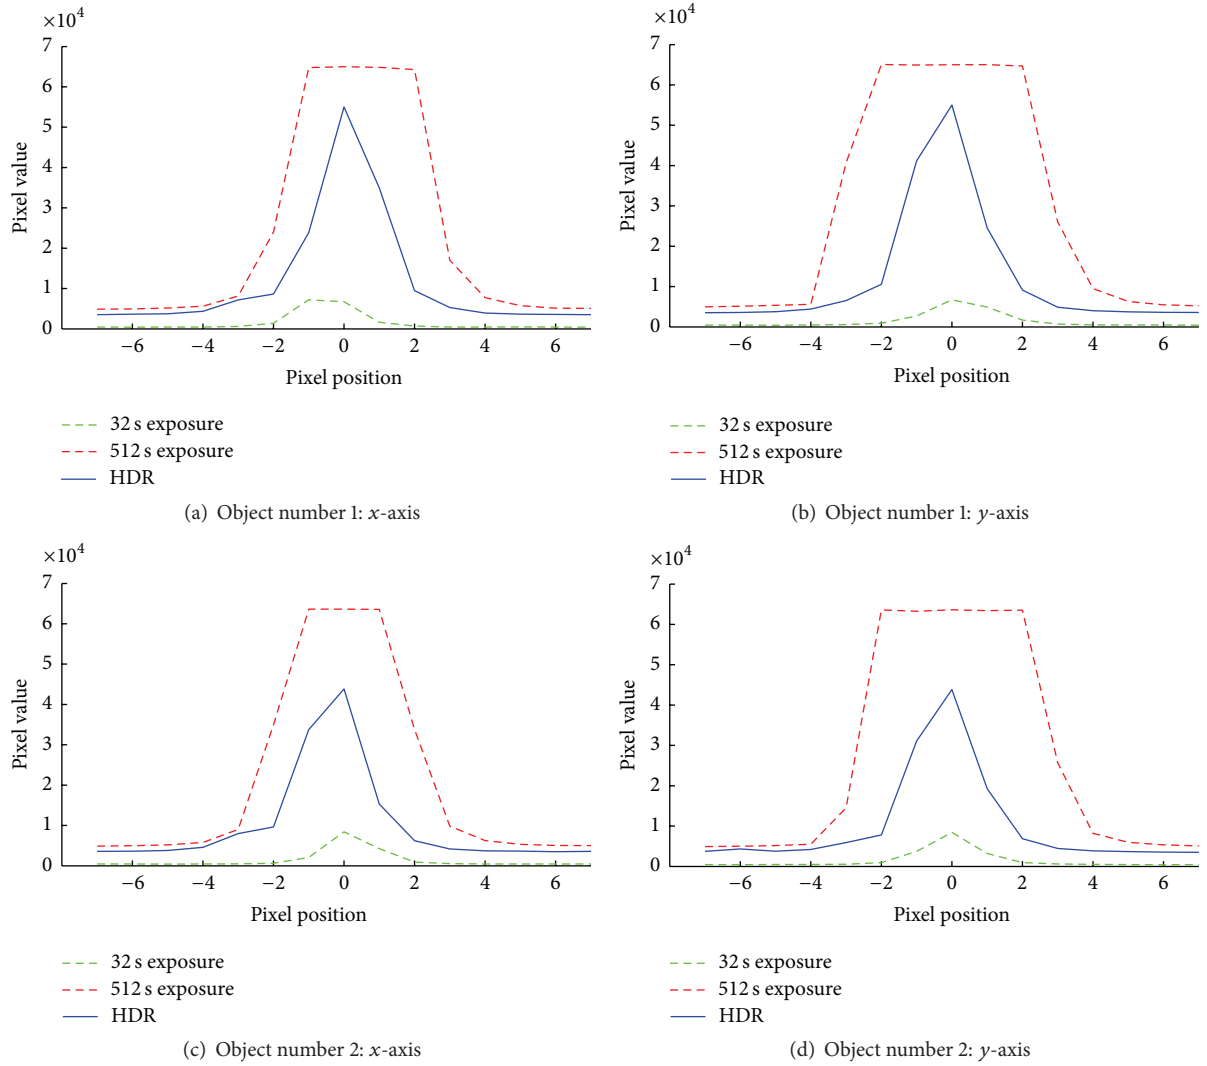 ×10⁴
7
6
5
4
3
2
1
0
Pixel value
−6 −4 −2 0 2 4 6
Pixel position
32 s exposure
512 s exposure
HDR
(a) Object number 1: x-axis
×10⁴
7
6
5
4
3
2
1
0
Pixel value
−6 −4 −2 0 2 4 6
Pixel position
32 s exposure
512 s exposure
HDR
(b) Object number 1: y-axis
×10⁴
7
6
5
4
3
2
1
0
Pixel value
−6 −4 −2 0 2 4 6
Pixel position
32 s exposure
512 s exposure
HDR
(c) Object number 2: x-axis
×10⁴
7
6
5
4
3
2
1
0
Pixel value
−6 −4 −2 0 2 4 6
Pixel position
32 s exposure
512 s exposure
HDR
(d) Object number 2: y-axis